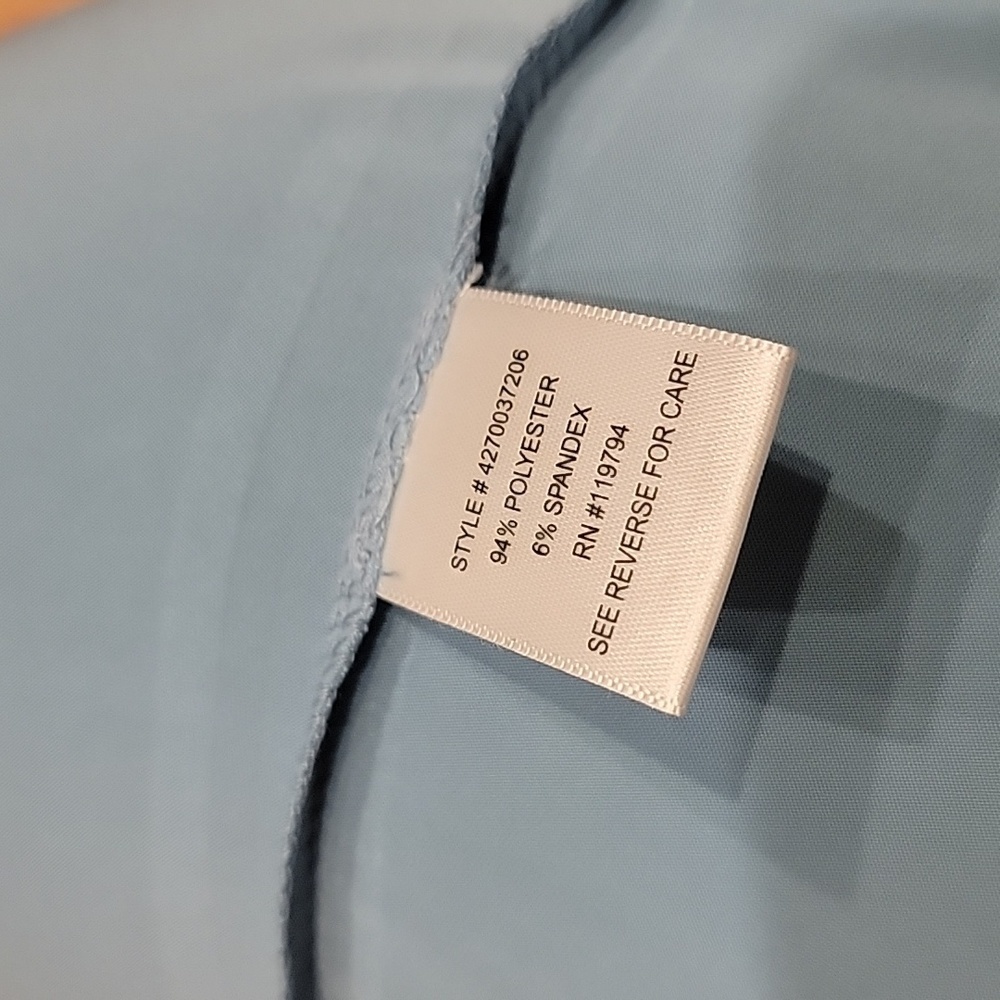 STYLE # 4270037206
94% POLYESTER
6% SPANDEX
RN #119794
SEE REVERSE FOR CARE